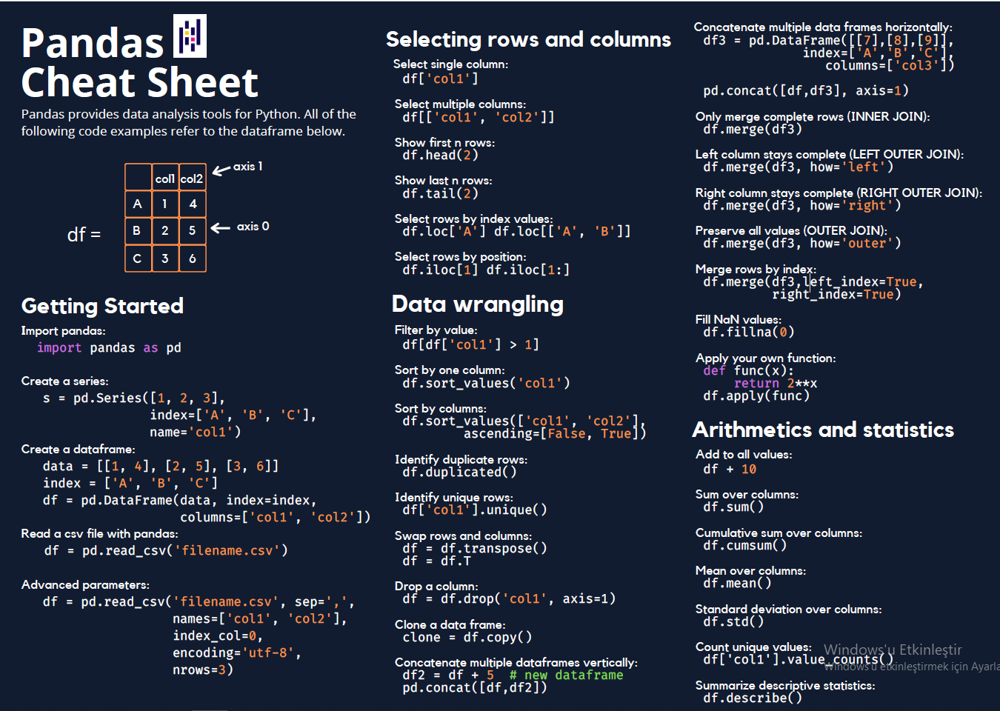 Pandas
Cheat Sheet
Pandas provides data analysis tools for Python. All of the
following code examples refer to the dataframe below.
axis 1
col1 col2
A 1 4
df =
B 2 5
axis 0
C 3 6
Getting Started
Import pandas:
import pandas as pd
Create a series:
s = pd.Series([1, 2, 3],
index=['A', 'B', 'C'],
name='col1')
Create a dataframe:
data = [[1, 4], [2, 5], [3, 6]]
index = ['A', 'B', 'C']
df = pd.DataFrame(data, index=index,
columns=['col1', 'col2'])
Read a csv file with pandas:
df = pd.read_csv('filename.csv')
Advanced parameters:
df = pd.read_csv('filename.csv', sep=',',
names=['col1', 'col2'],
index_col=0,
encoding='utf-8',
nrows=3)
Selecting rows and columns
Select single column:
df['col1']
Select multiple columns:
df[['col1', 'col2']]
Show first n rows:
df.head(2)
Show last n rows:
df.tail(2)
Select rows by index values:
df.loc['A'] df.loc[['A', 'B']]
Select rows by position:
df.iloc[1] df.iloc[1:]
Data wrangling
Filter by value:
df[df['col1'] > 1]
Sort by one column:
df.sort_values('col1')
Sort by columns:
df.sort_values(['col1', 'col2'],
ascending=[False, True])
Identify duplicate rows:
df.duplicated()
Identify unique rows:
df['col1'].unique()
Swap rows and columns:
df = df.transpose()
df = df.T
Drop a column:
df = df.drop('col1', axis=1)
Clone a data frame:
clone = df.copy()
Concatenate multiple dataframes vertically:
df2 = df + 5 # new dataframe
pd.concat([df,df2])
Concatenate multiple data frames horizontally:
df3 = pd.DataFrame([[7],[8],[9]],
index=['A','B','C'],
columns=['col3'])
pd.concat([df,df3], axis=1)
Only merge complete rows (INNER JOIN):
df.merge(df3)
Left column stays complete (LEFT OUTER JOIN):
df.merge(df3, how='left')
Right column stays complete (RIGHT OUTER JOIN):
df.merge(df3, how='right')
Preserve all values (OUTER JOIN):
df.merge(df3, how='outer')
Merge rows by index:
df.merge(df3,left_index=True,
right_index=True)
Fill NaN values:
df.fillna(0)
Apply your own function:
def func(x):
return 2**x
df.apply(func)
Arithmetics and statistics
Add to all values:
df + 10
Sum over columns:
df.sum()
Cumulative sum over columns:
df.cumsum()
Mean over columns:
df.mean()
Standard deviation over columns:
df.std()
Count unique values:
df['col1'].value_counts()
Summarize descriptive statistics:
df.describe()
Windows'u Etkinleştir
Windows'u etkinleştirmek için Ayarla